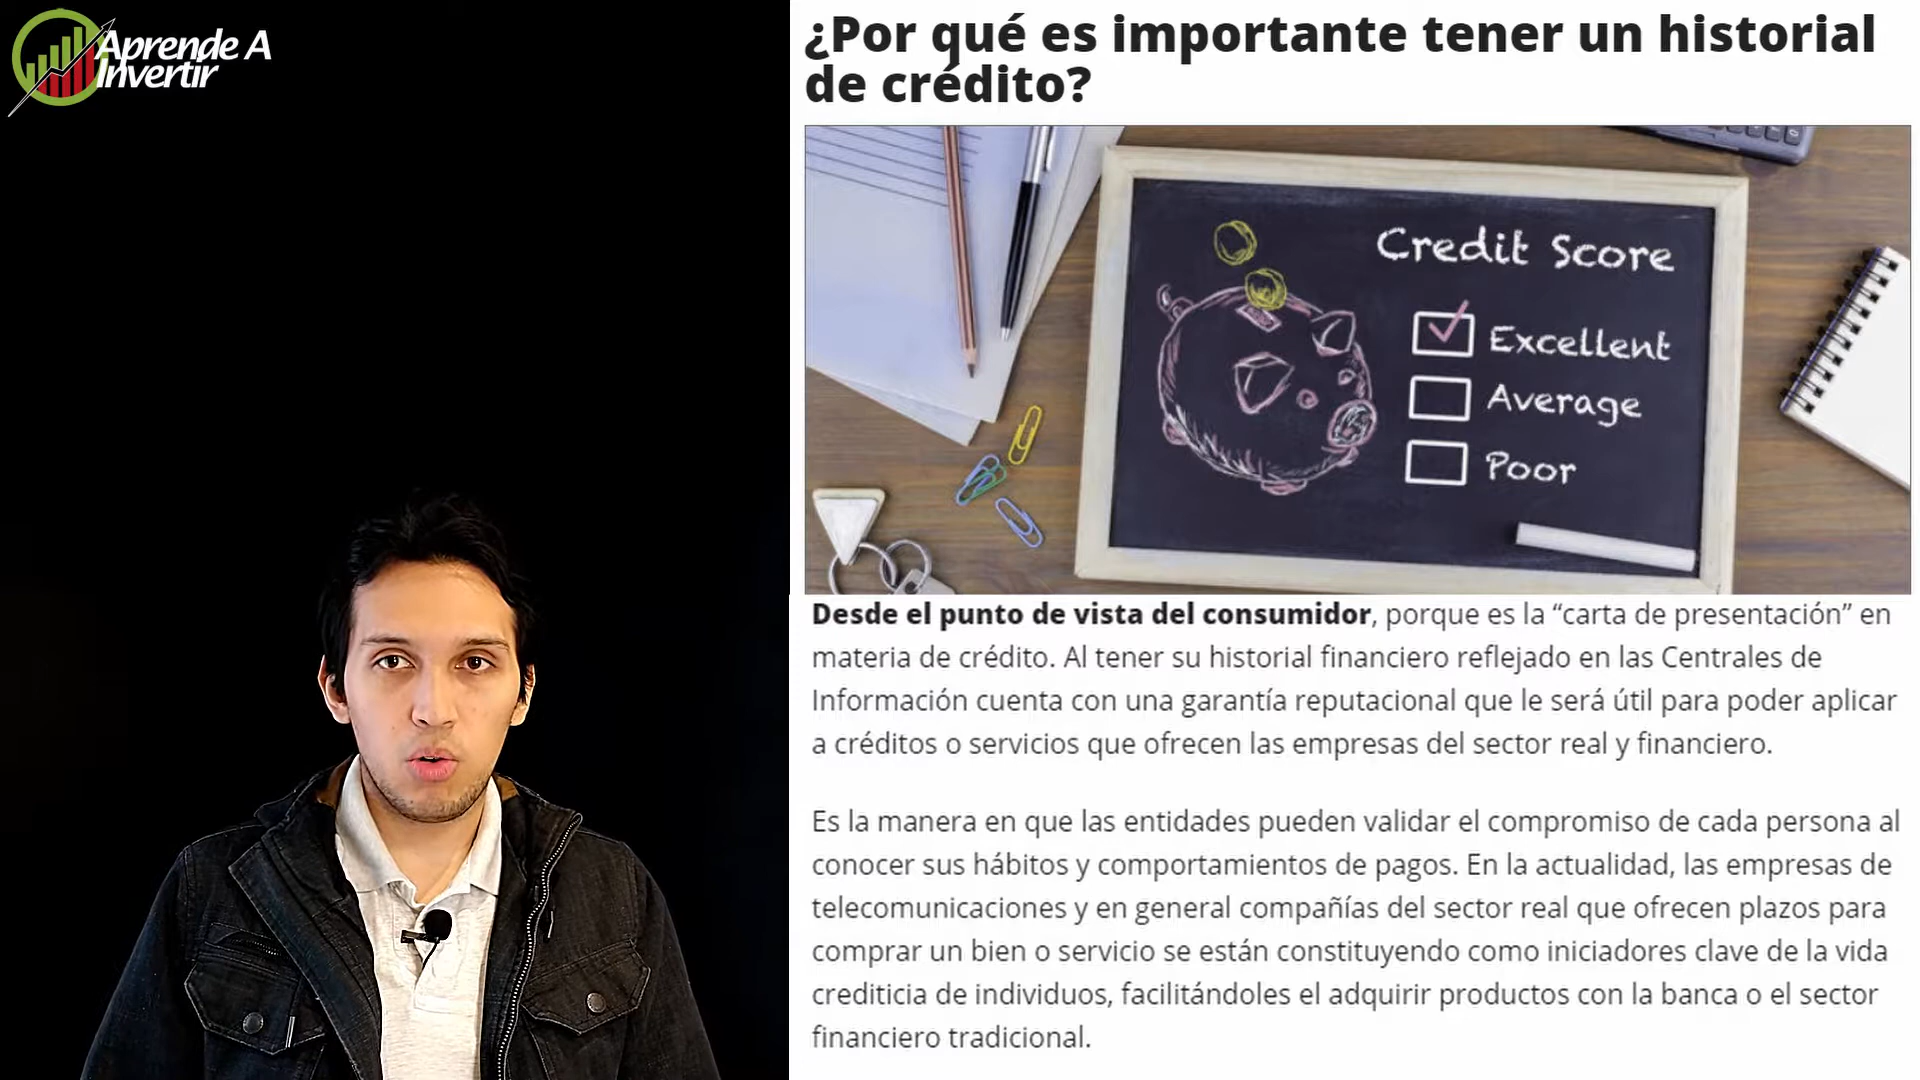 Aprende A
Invertir
¿Por qué es importante tener un historial
de crédito?
Credit Score
Excellent
Average
Poor
Desde el punto de vista del consumidor, porque es la “carta de presentación” en
materia de crédito. Al tener su historial financiero reflejado en las Centrales de
Información cuenta con una garantía reputacional que le será útil para poder aplicar
a créditos o servicios que ofrecen las empresas del sector real y financiero.
Es la manera en que las entidades pueden validar el compromiso de cada persona al
conocer sus hábitos y comportamientos de pagos. En la actualidad, las empresas de
telecomunicaciones y en general compañías del sector real que ofrecen plazos para
comprar un bien o servicio se están constituyendo como iniciadores clave de la vida
crediticia de individuos, facilitándoles el adquirir productos con la banca o el sector
financiero tradicional.